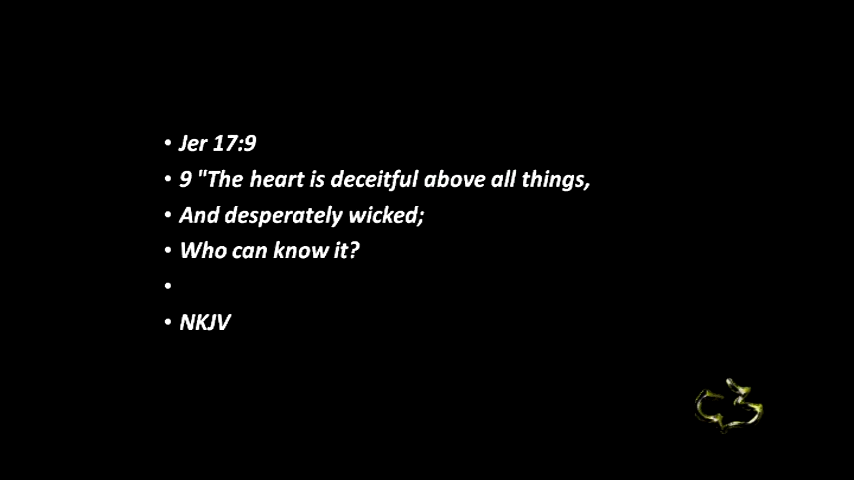 • Jer 17:9
• 9 "The heart is deceitful above all things,
• And desperately wicked;
• Who can know it?
•
• NKJV
C3